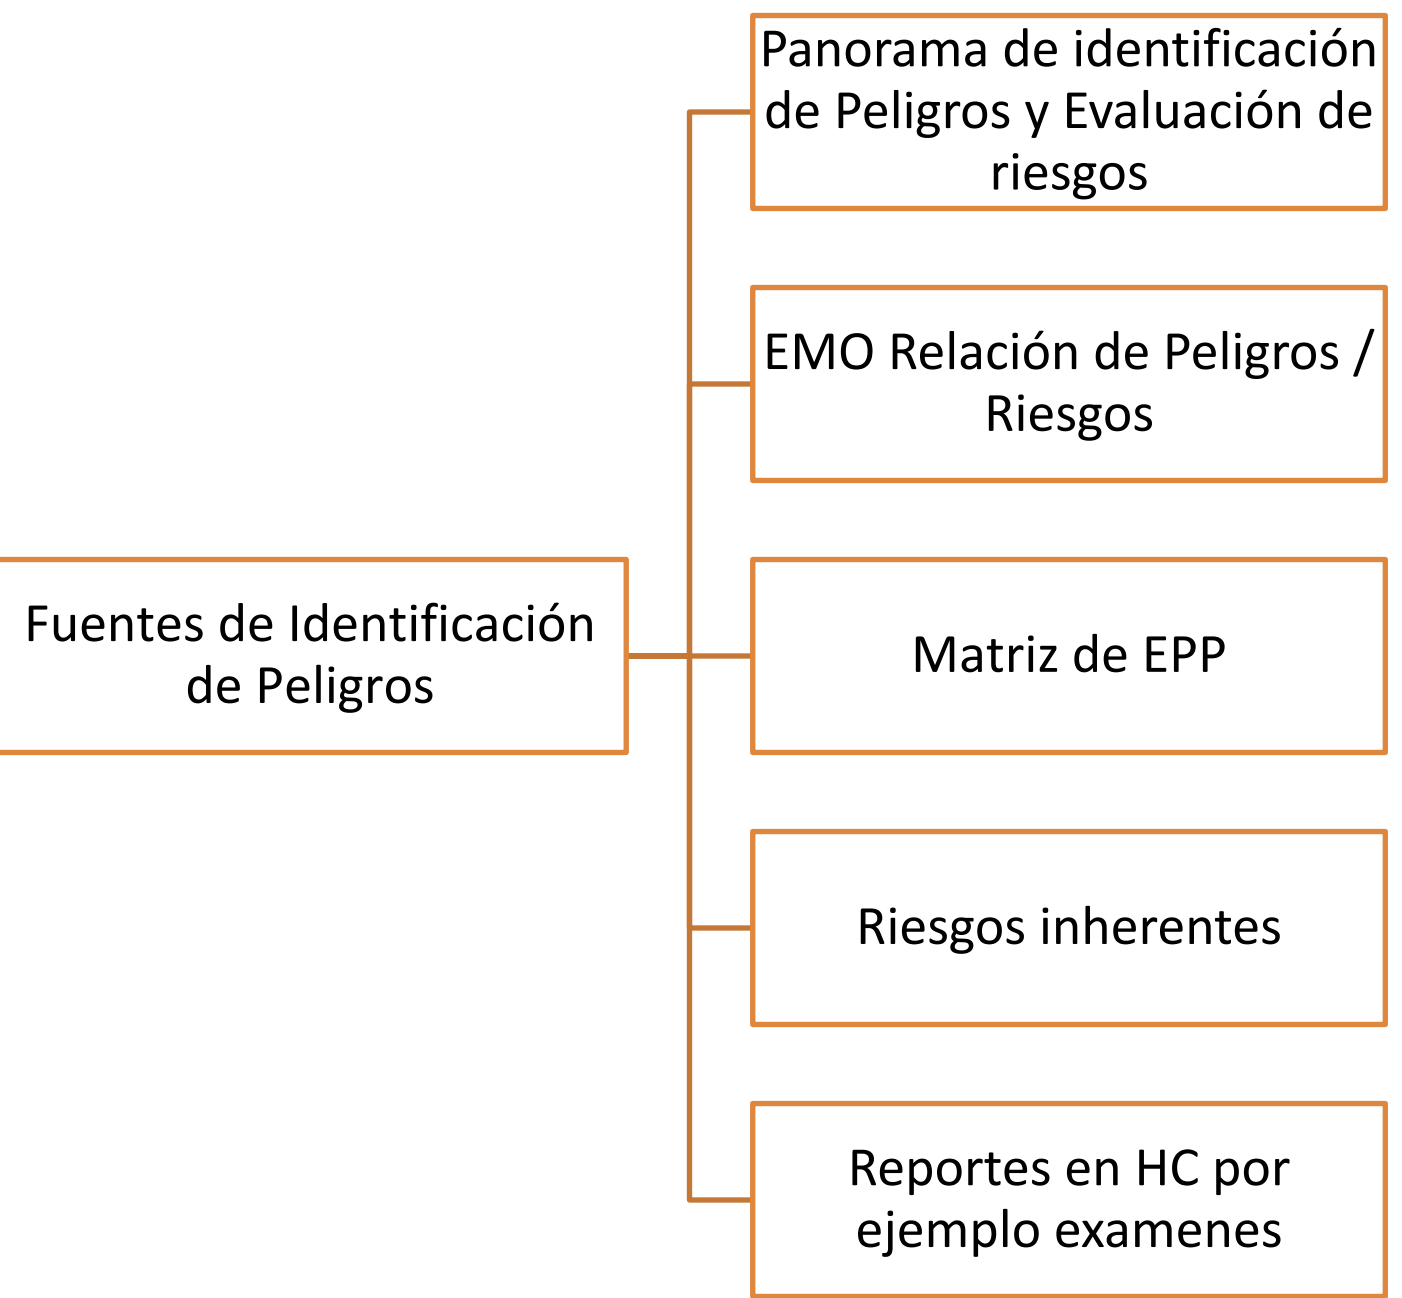 Panorama de identificación
de Peligros y Evaluación de
riesgos
EMO Relación de Peligros /
Riesgos
Fuentes de Identificación
de Peligros
Matriz de EPP
Riesgos inherentes
Reportes en HC por
ejemplo examenes